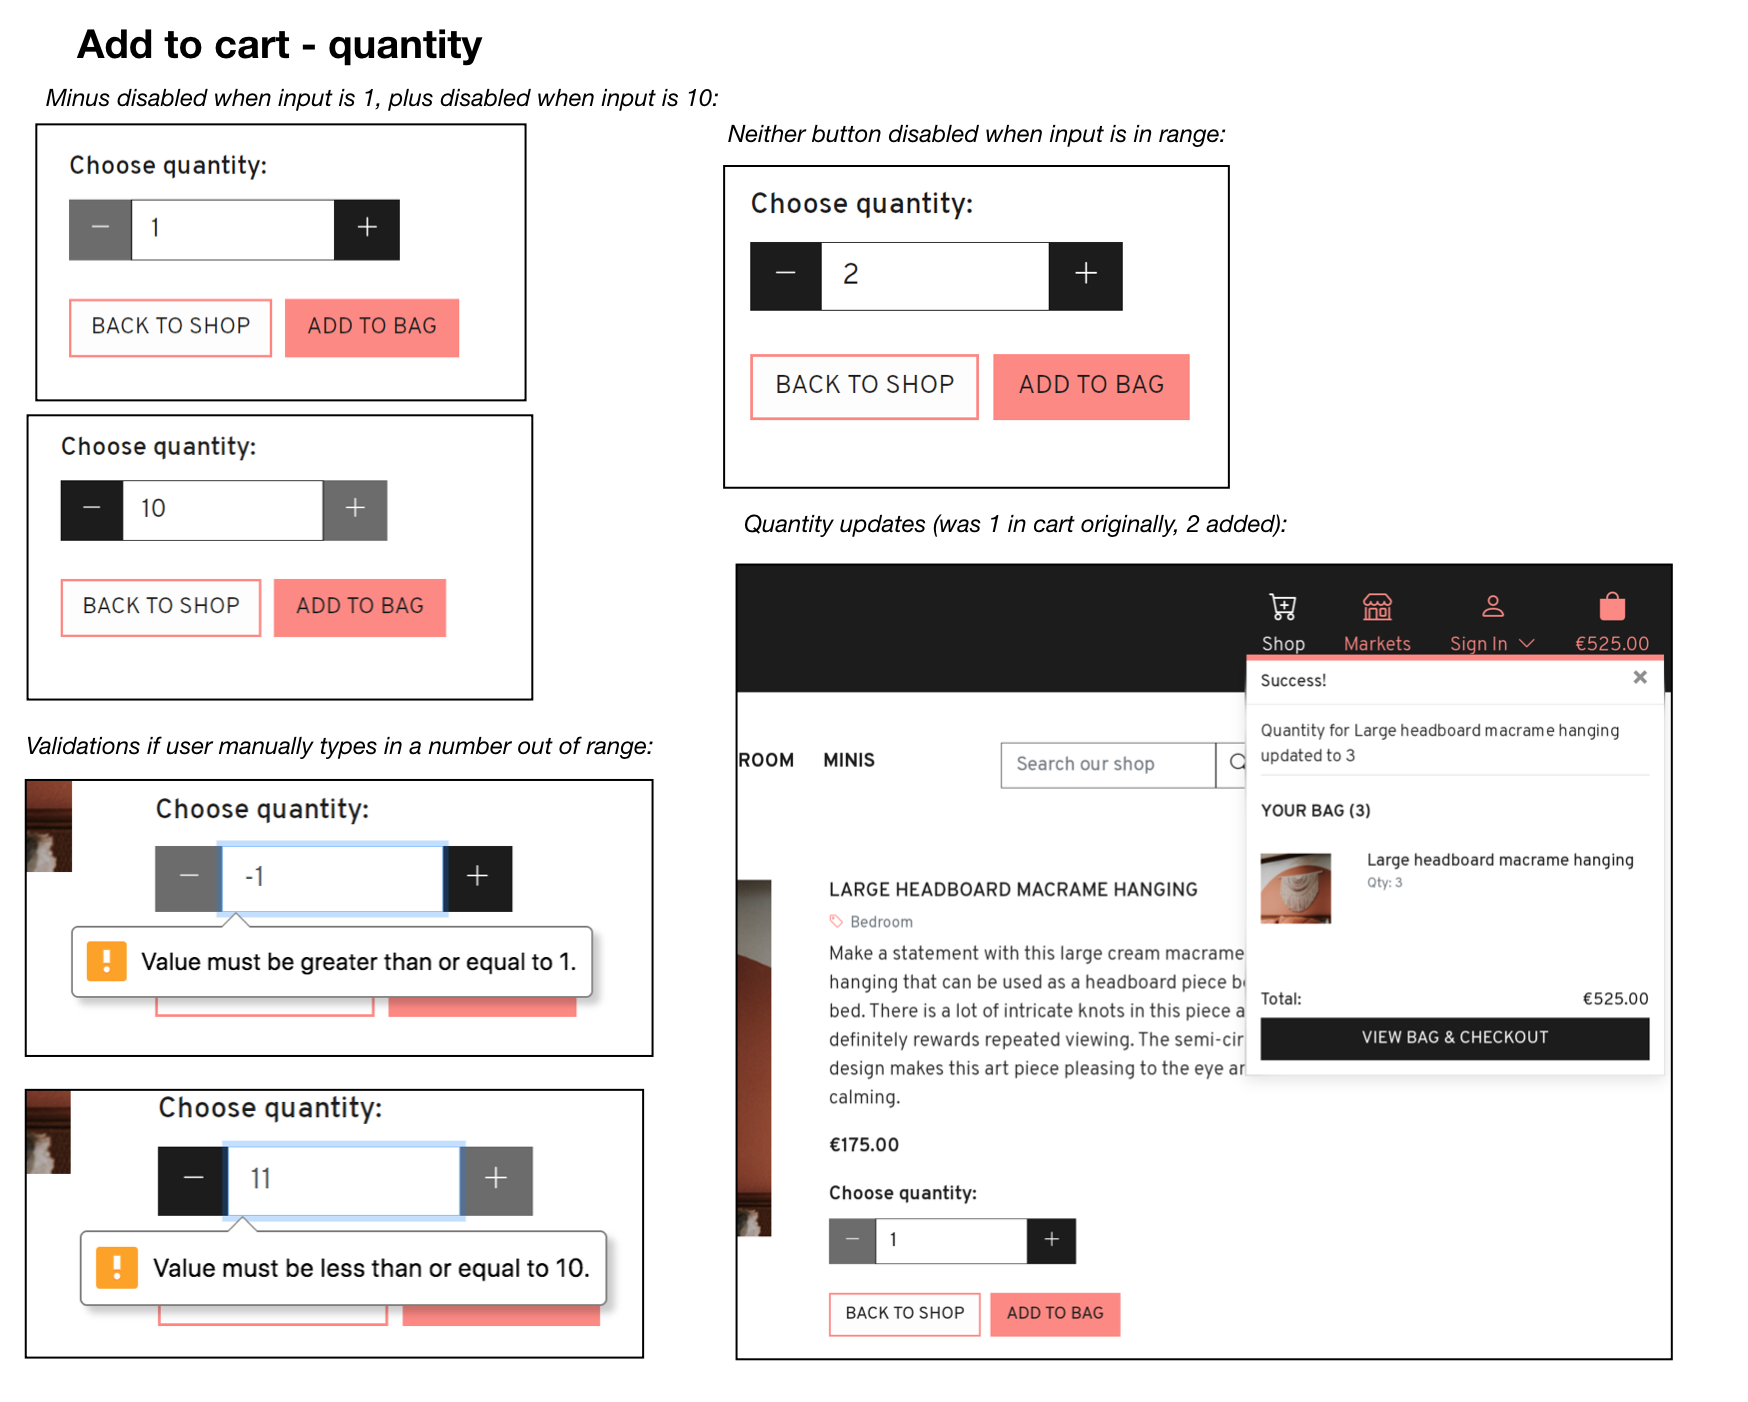 Add to cart - quantity
Minus disabled when input is 1, plus disabled when input is 10:
Choose quantity:
− 1 +
BACK TO SHOP ADD TO BAG
Choose quantity:
− 10 +
BACK TO SHOP ADD TO BAG
Validations if user manually types in a number out of range:
Choose quantity:
− -1 +
Value must be greater than or equal to 1.
Choose quantity:
− 11 +
Value must be less than or equal to 10.
Neither button disabled when input is in range:
Choose quantity:
− 2 +
BACK TO SHOP ADD TO BAG
Quantity updates (was 1 in cart originally, 2 added):
Shop Markets Sign In €525.00
Success! ×
Quantity for Large headboard macrame hanging
updated to 3
YOUR BAG (3)
Large headboard macrame hanging
Qty: 3
Total: €525.00
VIEW BAG & CHECKOUT
ROOM MINIS Search our shop
LARGE HEADBOARD MACRAME HANGING
Bedroom
Make a statement with this large cream macrame
hanging that can be used as a headboard piece b
bed. There is a lot of intricate knots in this piece a
definitely rewards repeated viewing. The semi-cir
design makes this art piece pleasing to the eye ar
calming.
€175.00
Choose quantity:
− 1 +
BACK TO SHOP ADD TO BAG